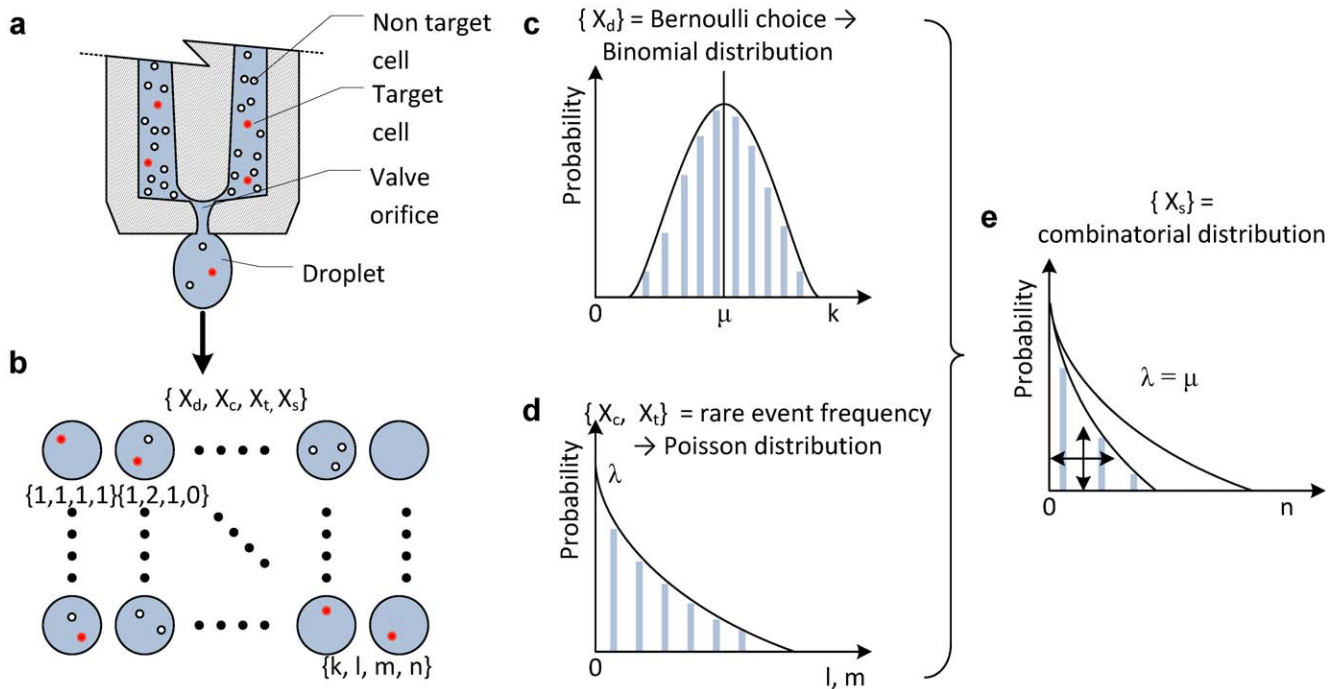 a
Non target
cell
Target
cell
Valve
orifice
Droplet
b
{ X_d, X_c, X_t, X_s}
{1,1,1,1}{1,2,1,0}
{k, l, m, n}
c
{ X_d} = Bernoulli choice →
Binomial distribution
Probability
0
μ
k
d
{ X_c, X_t} = rare event frequency
→ Poisson distribution
λ
Probability
0
l, m
e
{ X_s} =
combinatorial distribution
Probability
λ = μ
0
n